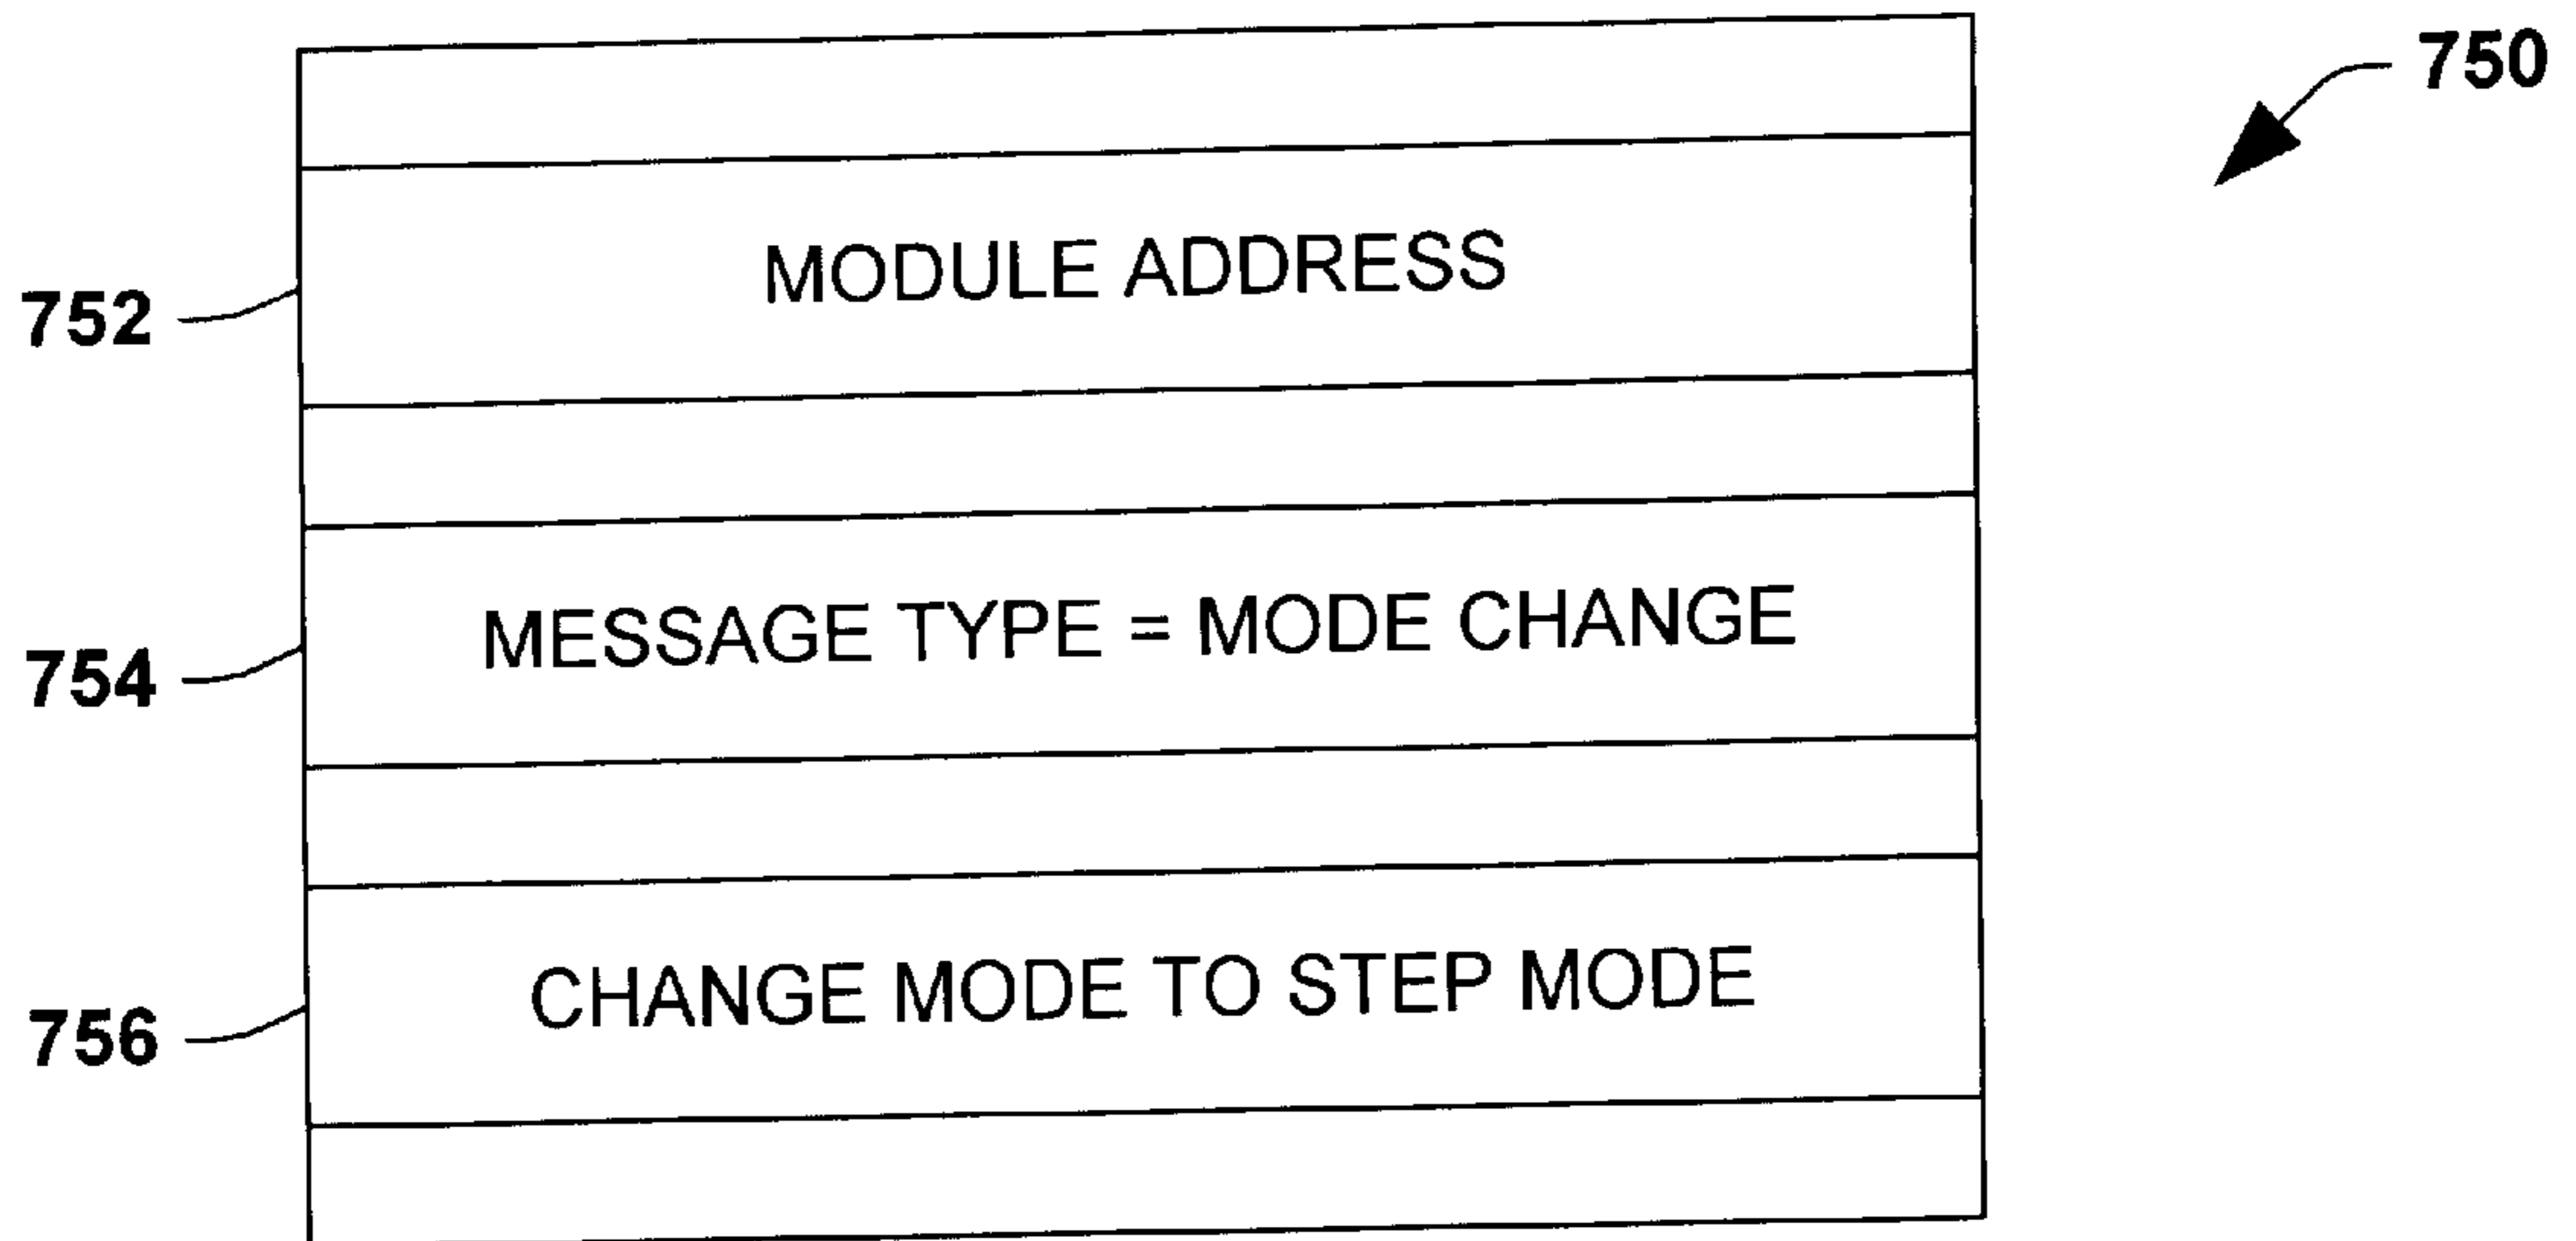 750
MODULE ADDRESS
752
MESSAGE TYPE = MODE CHANGE
754
CHANGE MODE TO STEP MODE
756